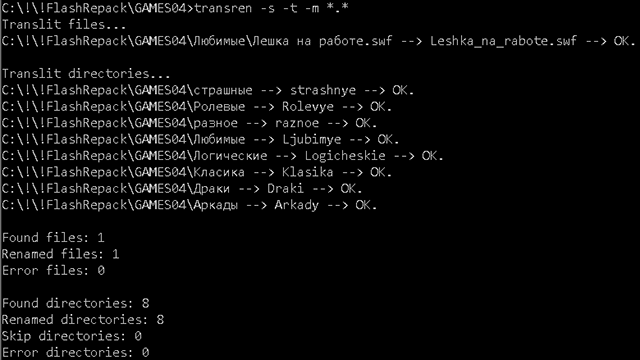 C:\!\!FlashRepack\GAMES04>transren -s -t -m *.*
Translit files...
C:\!\!FlashRepack\GAMES04\Любимые\Лешка на работе.swf --> Leshka_na_rabote.swf --> OK.
Translit directories...
C:\!\!FlashRepack\GAMES04\страшные --> strashnye --> OK.
C:\!\!FlashRepack\GAMES04\Ролевые --> Rolevye --> OK.
C:\!\!FlashRepack\GAMES04\разное --> raznoe --> OK.
C:\!\!FlashRepack\GAMES04\Любимые --> Ljubimye --> OK.
C:\!\!FlashRepack\GAMES04\Логические --> Logicheskie --> OK.
C:\!\!FlashRepack\GAMES04\Класика --> Klasika --> OK.
C:\!\!FlashRepack\GAMES04\Драки --> Draki --> OK.
C:\!\!FlashRepack\GAMES04\Аркады --> Arkady --> OK.
Found files: 1
Renamed files: 1
Error files: 0
Found directories: 8
Renamed directories: 8
Skip directories: 0
Error directories: 0